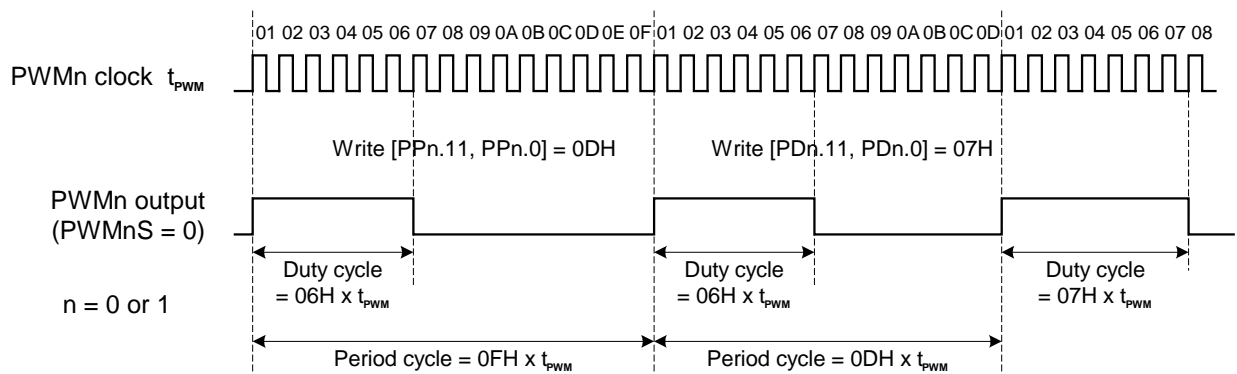 01 02 03 04 05 06 07 08 09 0A 0B 0C 0D 0E 0F 01 02 03 04 05 06 07 08 09 0A 0B 0C 0D 01 02 03 04 05 06 07 08
PWMn clock tPWM
Write [PPn.11, PPn.0] = 0DH
Write [PDn.11, PDn.0] = 07H
PWMn output
(PWMnS = 0)
Duty cycle
= 06H x tPWM
Duty cycle
= 06H x tPWM
Duty cycle
= 07H x tPWM
n = 0 or 1
Period cycle = 0FH x tPWM
Period cycle = 0DH x tPWM